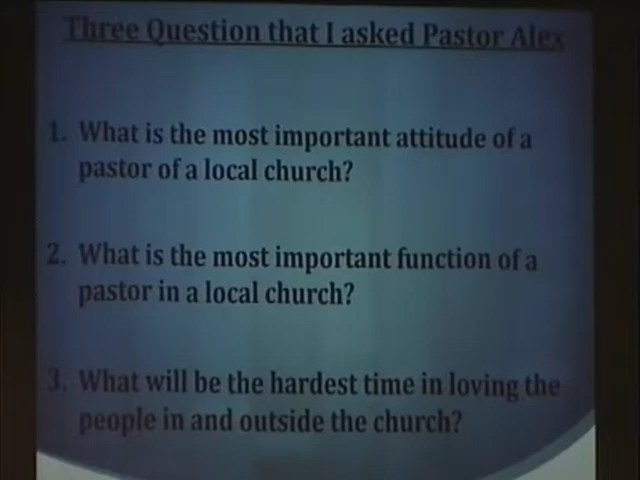 Three Question that I asked Pastor Alex
1. What is the most important attitude of a
pastor of a local church?
2. What is the most important function of a
pastor in a local church?
3. What will be the hardest time in loving the
people in and outside the church?